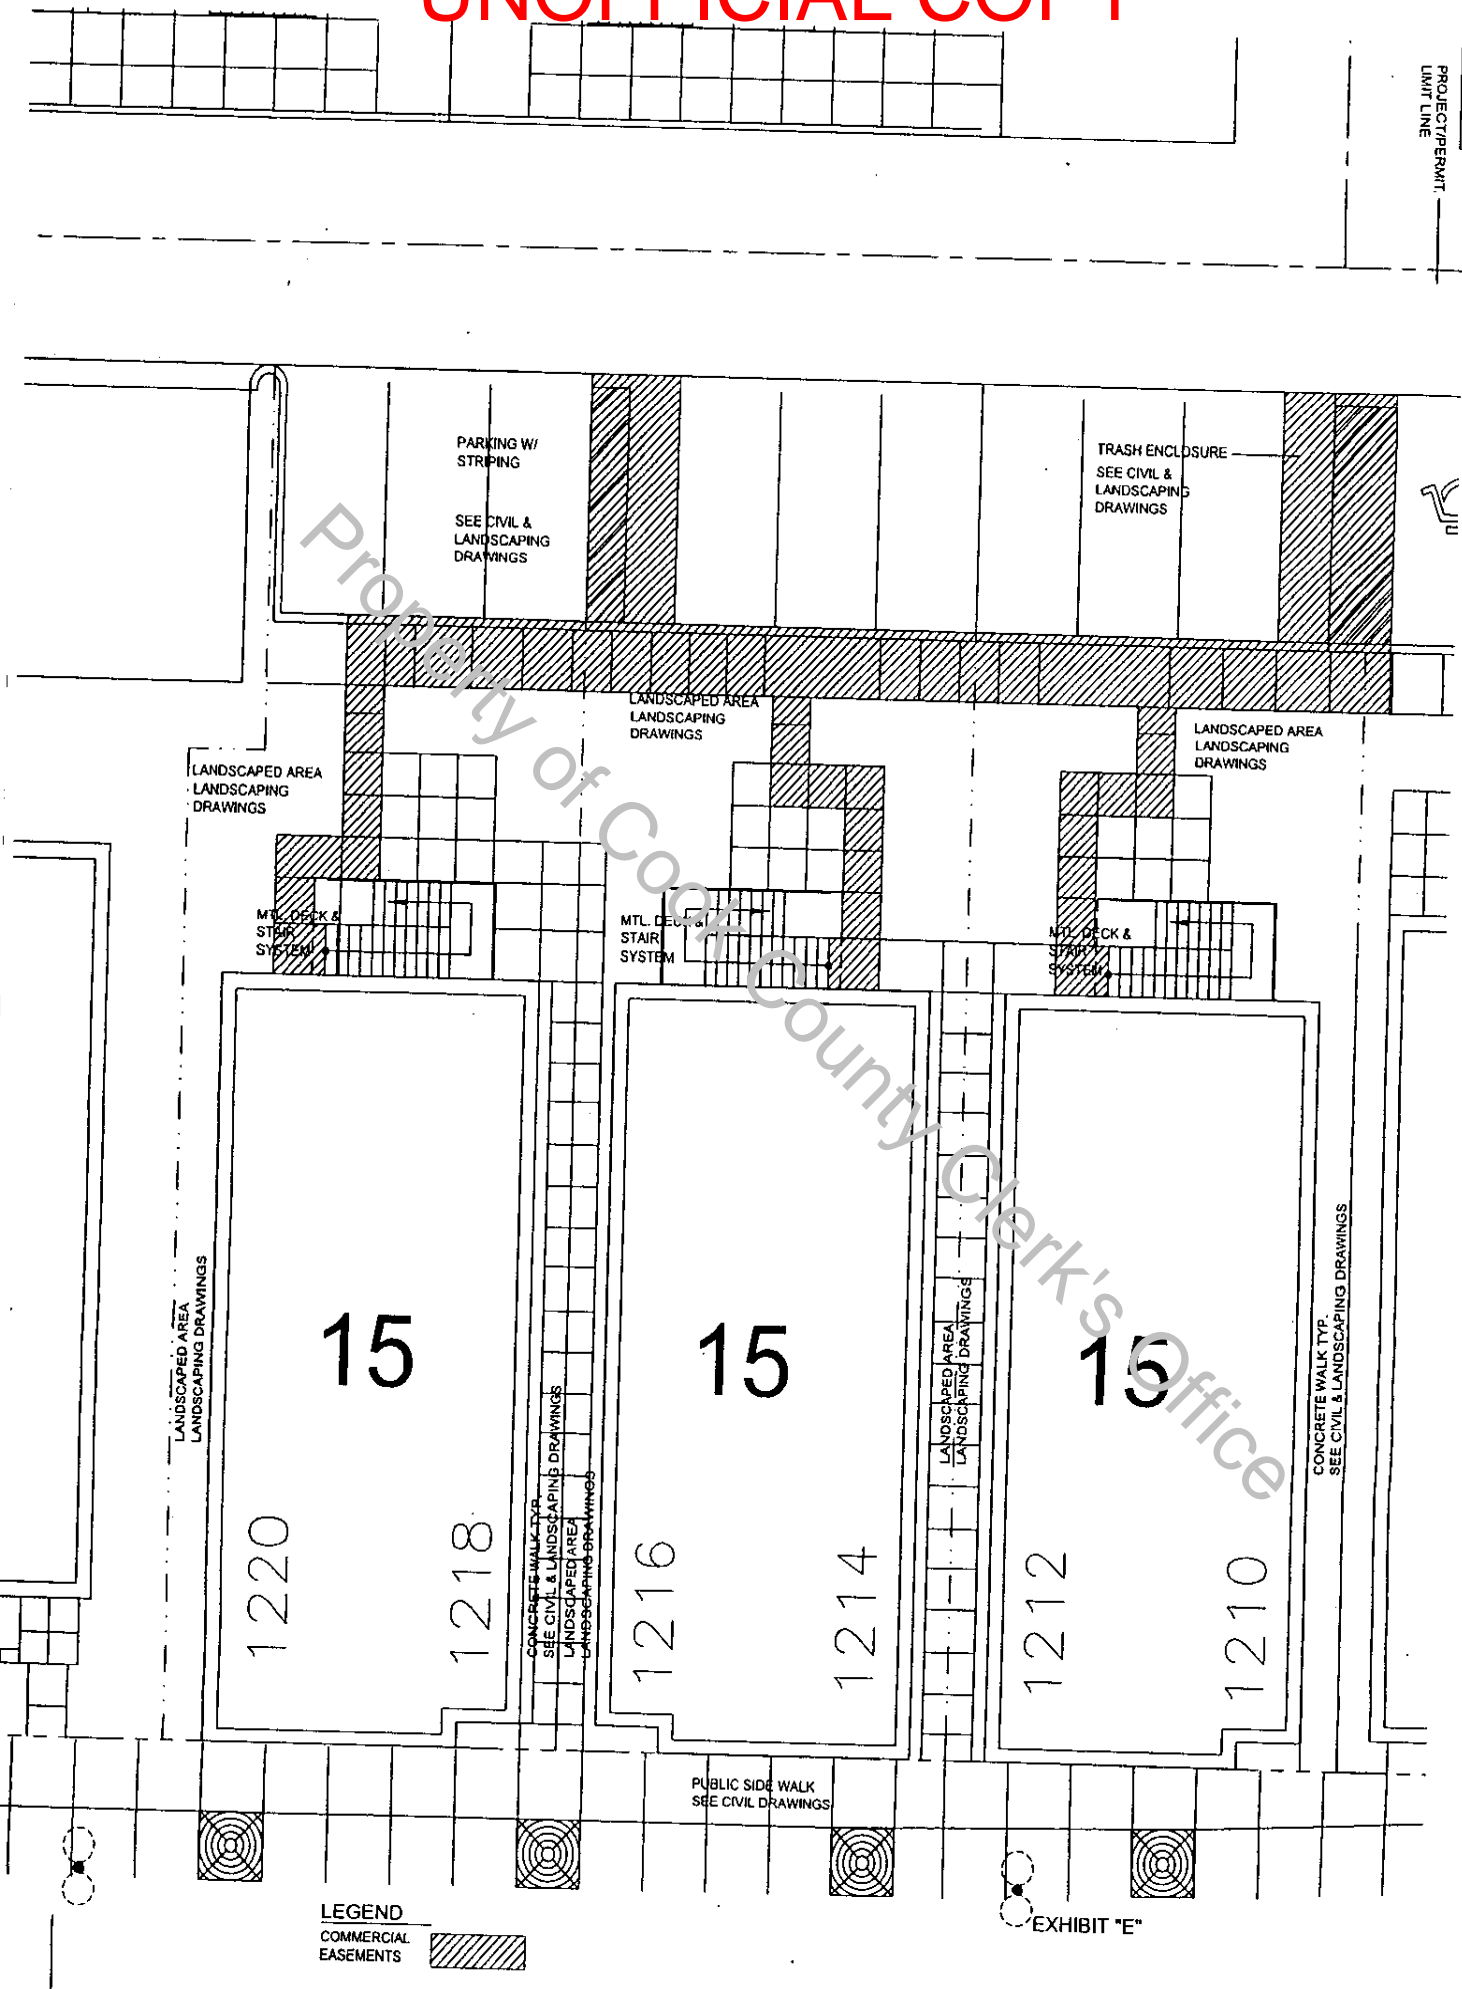 UNOFFICIAL COPY
PROJECT/PERMIT
LIMIT LINE
PARKING W/
STRIPING
SEE CIVIL &
LANDSCAPING
DRAWINGS
TRASH ENCLOSURE
SEE CIVIL &
LANDSCAPING
DRAWINGS
LANDSCAPED AREA
LANDSCAPING
DRAWINGS
LANDSCAPED AREA
LANDSCAPING
DRAWINGS
LANDSCAPED AREA
LANDSCAPING
DRAWINGS
MTL. DECK &
STAIR
SYSTEM
MTL. DECK &
STAIR
SYSTEM
MTL. DECK &
STAIR
SYSTEM
Property of Cook County Clerk's Office
15
15
15
LANDSCAPED AREA
LANDSCAPING DRAWINGS
CONCRETE WALK TYP.
SEE CIVIL & LANDSCAPING DRAWINGS
LANDSCAPED AREA
LANDSCAPING DRAWINGS
LANDSCAPED AREA
LANDSCAPING DRAWINGS
CONCRETE WALK TYP.
SEE CIVIL & LANDSCAPING DRAWINGS
1220
1218
1216
1214
1212
1210
PUBLIC SIDE WALK
SEE CIVIL DRAWINGS
LEGEND
COMMERCIAL
EASEMENTS
EXHIBIT "E"